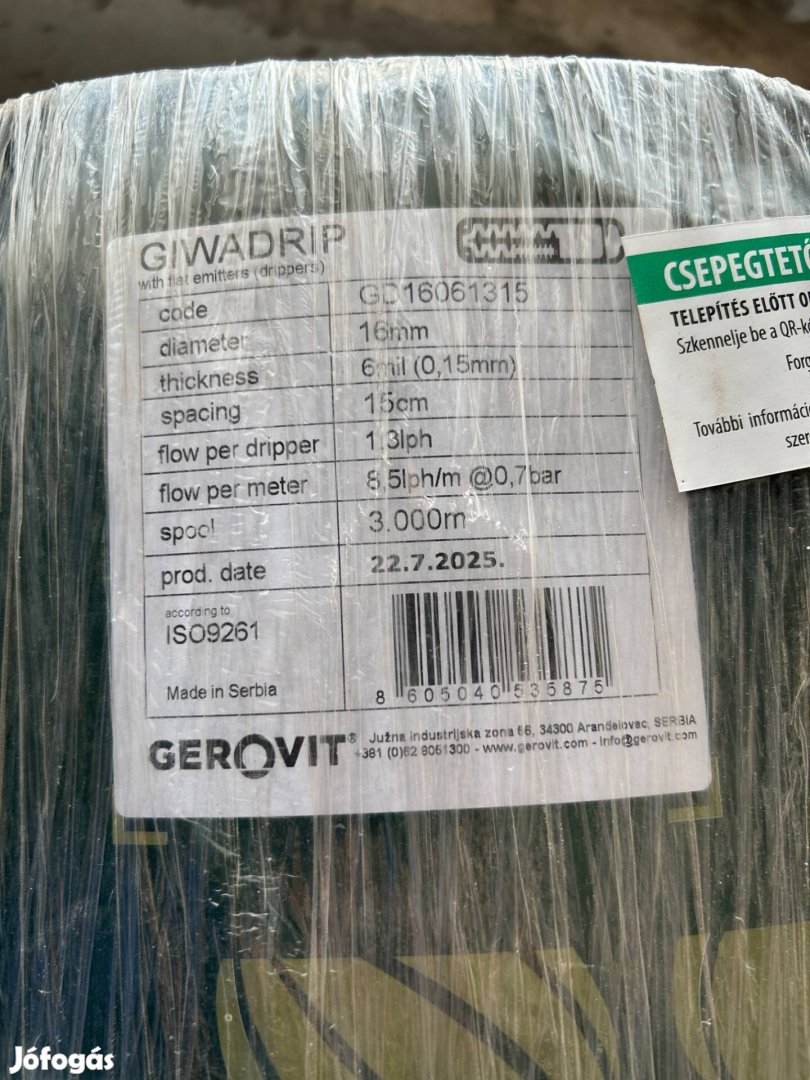 GIWADRIP
with flat emitters (drippers)
code GD16061315
diameter 16mm
thickness 6mil (0,15mm)
spacing 15cm
flow per dripper 1,3lph
flow per meter 8,5lph/m @0,7bar
spool 3.000m
prod. date 22.7.2025.
according to
ISO9261
Made in Serbia
8 605040 535875
GEROVIT®
Južna industrijska zona 66, 34300 Aranđelovac, SERBIA
+381 (0)62 8051300 - www.gerovit.com - info@gerovit.com
CSEPEGTETŐ
TELEPÍTÉS ELŐTT
Szkennelje be a QR-k
Forg
További informáci
szer
Jófogás